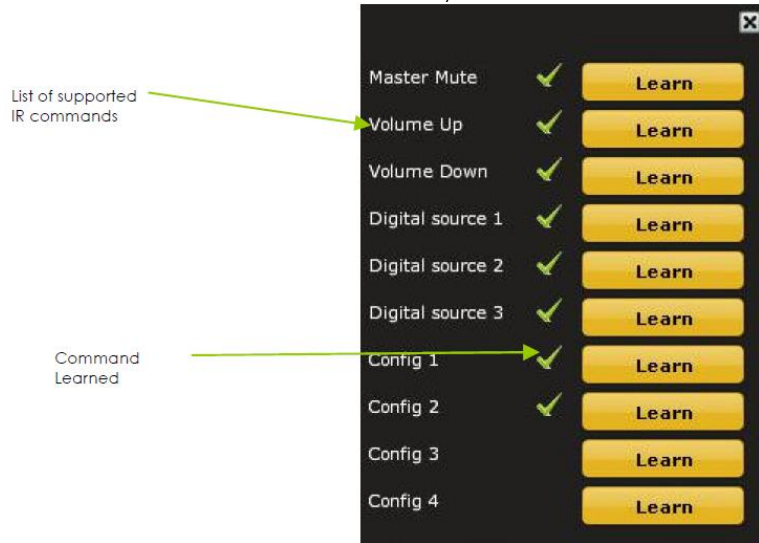 Master Mute Learn
List of supported
IR commands
Volume Up Learn
Volume Down Learn
Digital source 1 Learn
Digital source 2 Learn
Digital source 3 Learn
Command
Learned
Config 1 Learn
Config 2 Learn
Config 3 Learn
Config 4 Learn